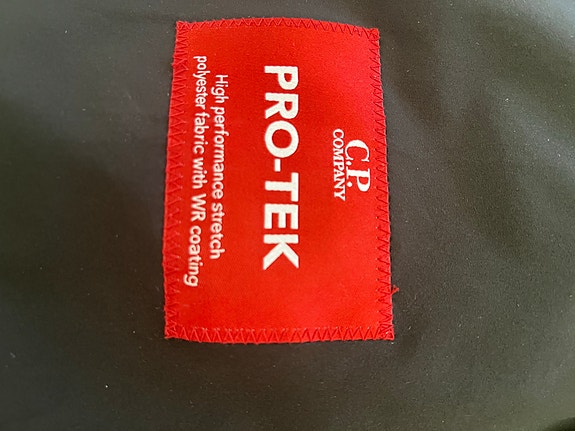 C.P.
COMPANY
PRO-TEK
High performance stretch
polyester fabric with WR coating